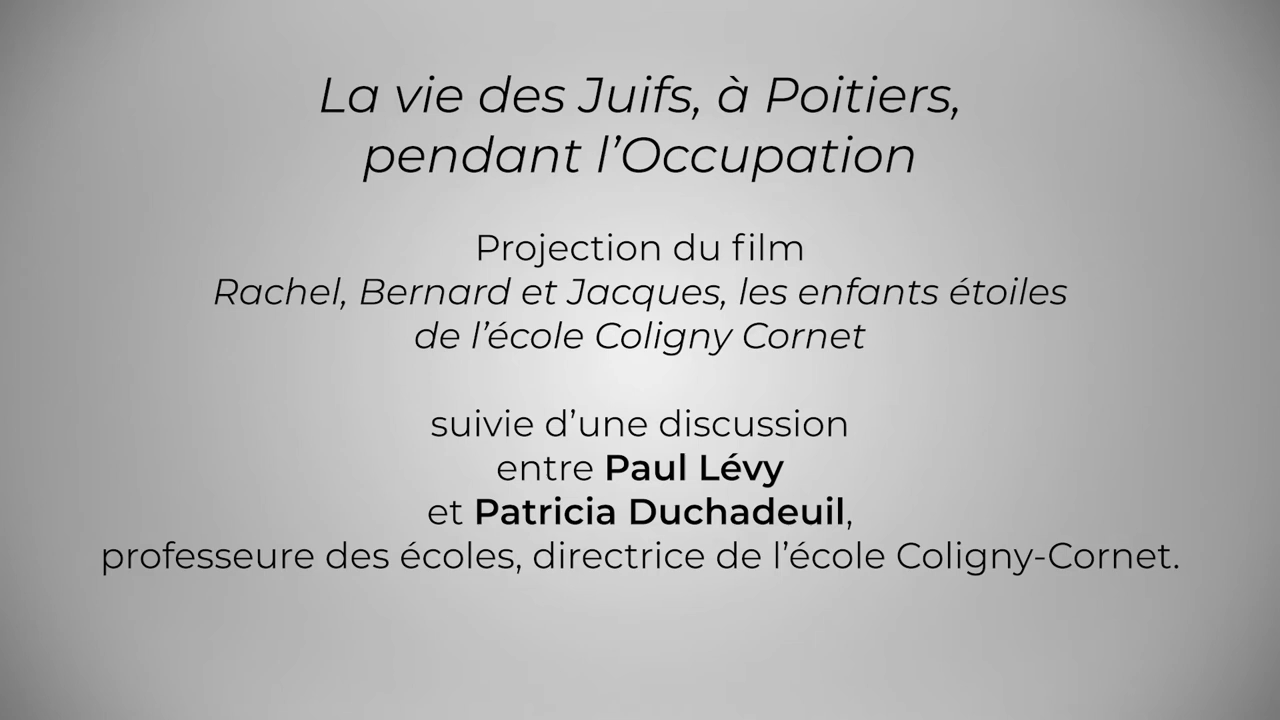 La vie des Juifs, à Poitiers,
pendant l’Occupation
Projection du film
Rachel, Bernard et Jacques, les enfants étoiles
de l’école Coligny Cornet
suivie d’une discussion
entre Paul Lévy
et Patricia Duchadeuil,
professeure des écoles, directrice de l’école Coligny-Cornet.